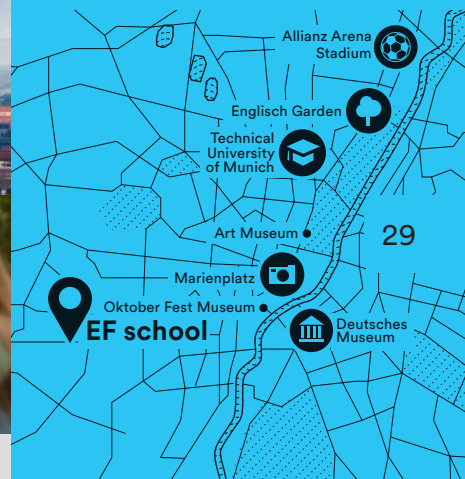 Allianz Arena
Stadium
Englisch Garden
Technical
University
of Munich
Art Museum
29
Marienplatz
Oktober Fest Museum
EF school
Deutsches
Museum